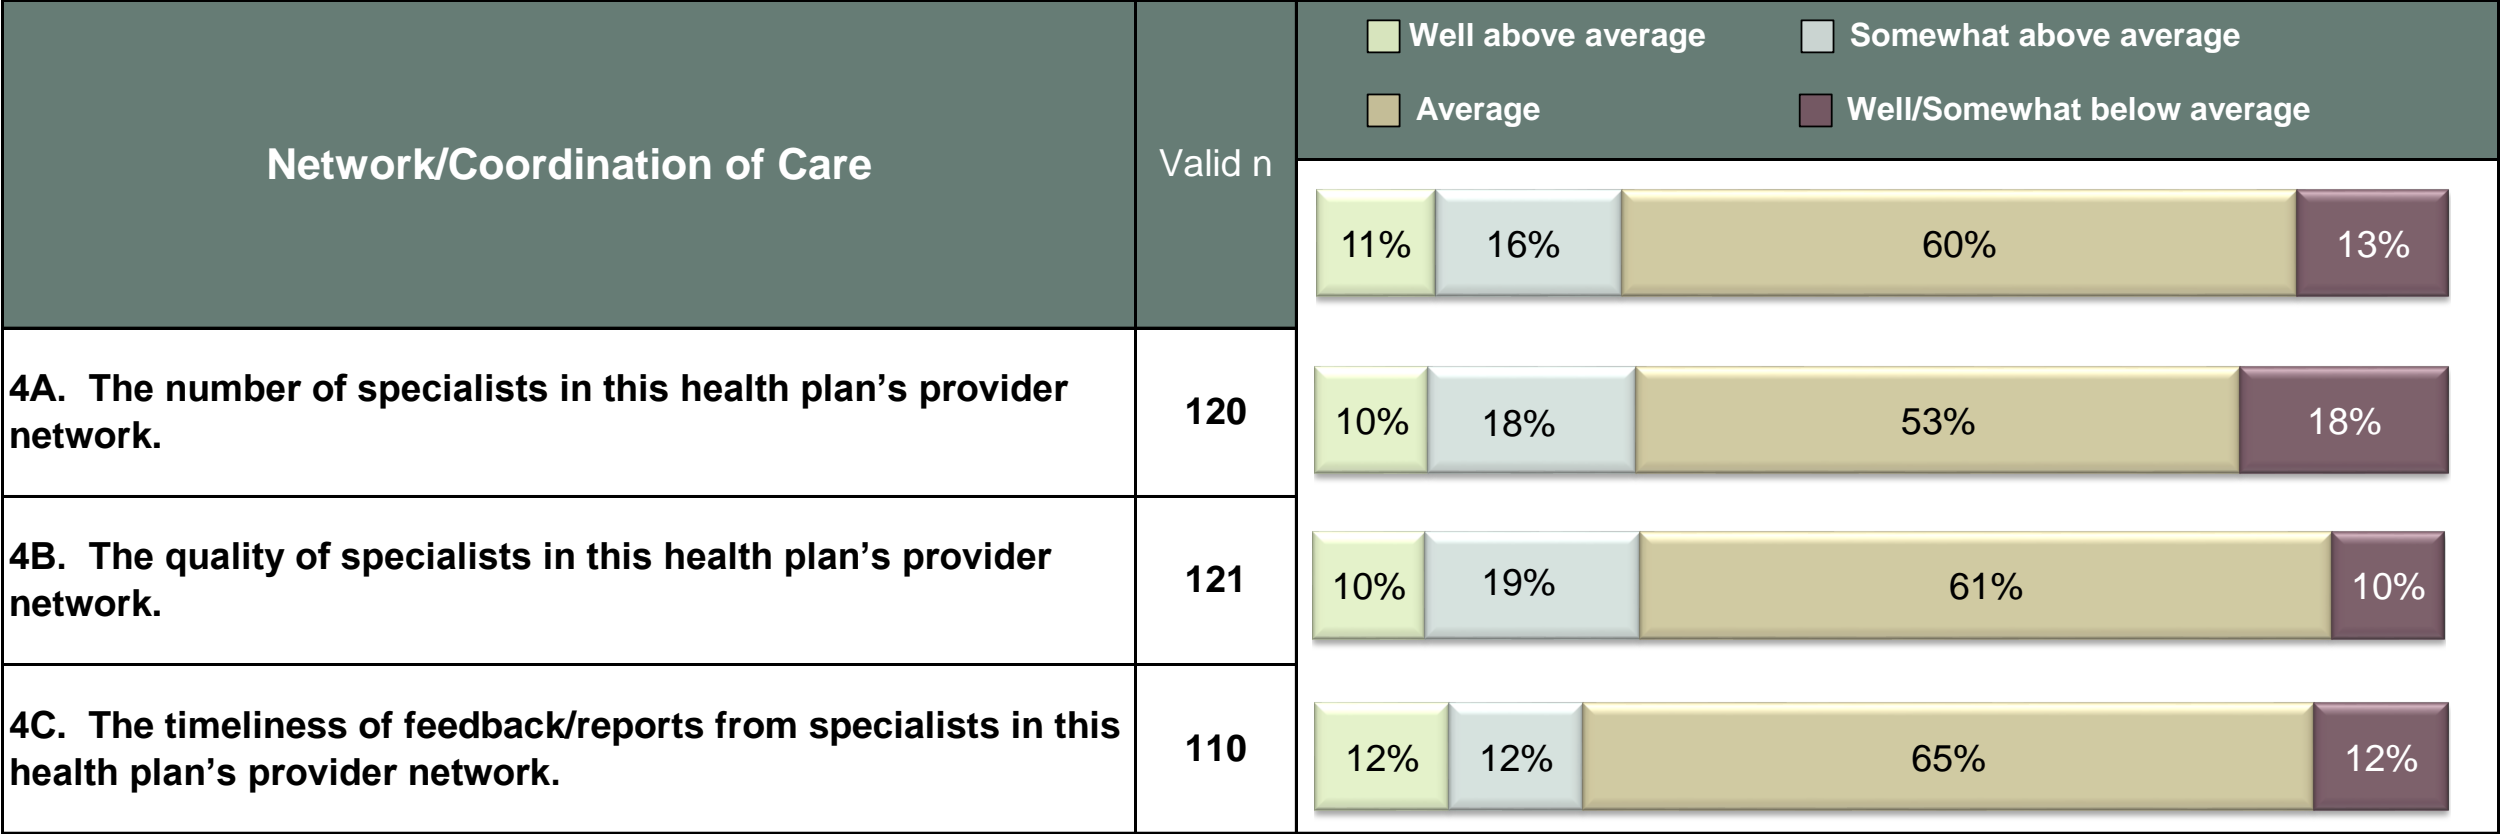 Network/Coordination of Care
Valid n
Well above average
Somewhat above average
Average
Well/Somewhat below average
11% 16% 60% 13%
4A.  The number of specialists in this health plan’s provider
network.
120
10% 18% 53% 18%
4B.  The quality of specialists in this health plan’s provider
network.
121
10% 19% 61% 10%
4C.  The timeliness of feedback/reports from specialists in this
health plan’s provider network.
110
12% 12% 65% 12%